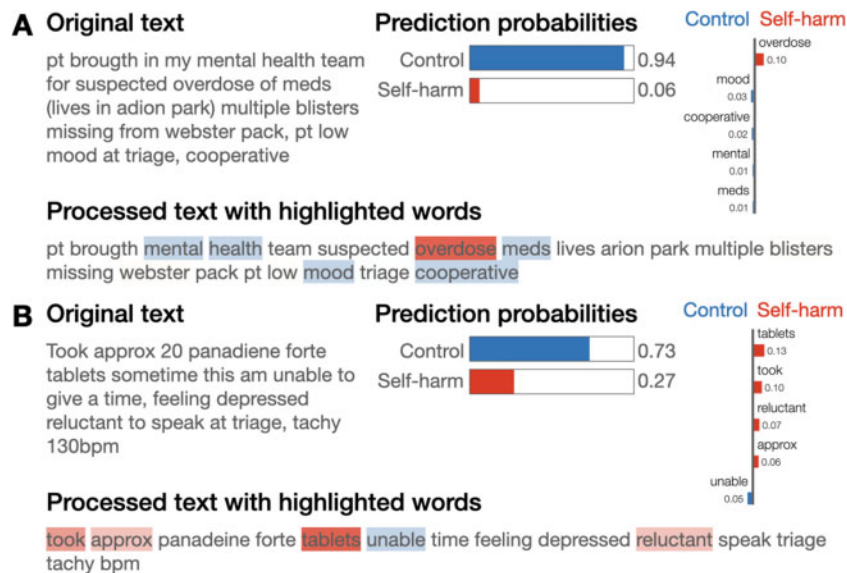 A Original text
pt brougth in my mental health team
for suspected overdose of meds
(lives in adion park) multiple blisters
missing from webster pack, pt low
mood at triage, cooperative
Prediction probabilities
Control 0.94
Self-harm 0.06
Control Self-harm
overdose
0.10
mood
0.03
cooperative
0.02
mental
0.01
meds
0.01
Processed text with highlighted words
pt brougth mental health team suspected overdose meds lives arion park multiple blisters
missing webster pack pt low mood triage cooperative
B Original text
Took approx 20 panadiene forte
tablets sometime this am unable to
give a time, feeling depressed
reluctant to speak at triage, tachy
130bpm
Prediction probabilities
Control 0.73
Self-harm 0.27
Control Self-harm
tablets
0.13
took
0.10
reluctant
0.07
approx
0.06
unable
0.05
Processed text with highlighted words
took approx panadeine forte tablets unable time feeling depressed reluctant speak triage
tachy bpm